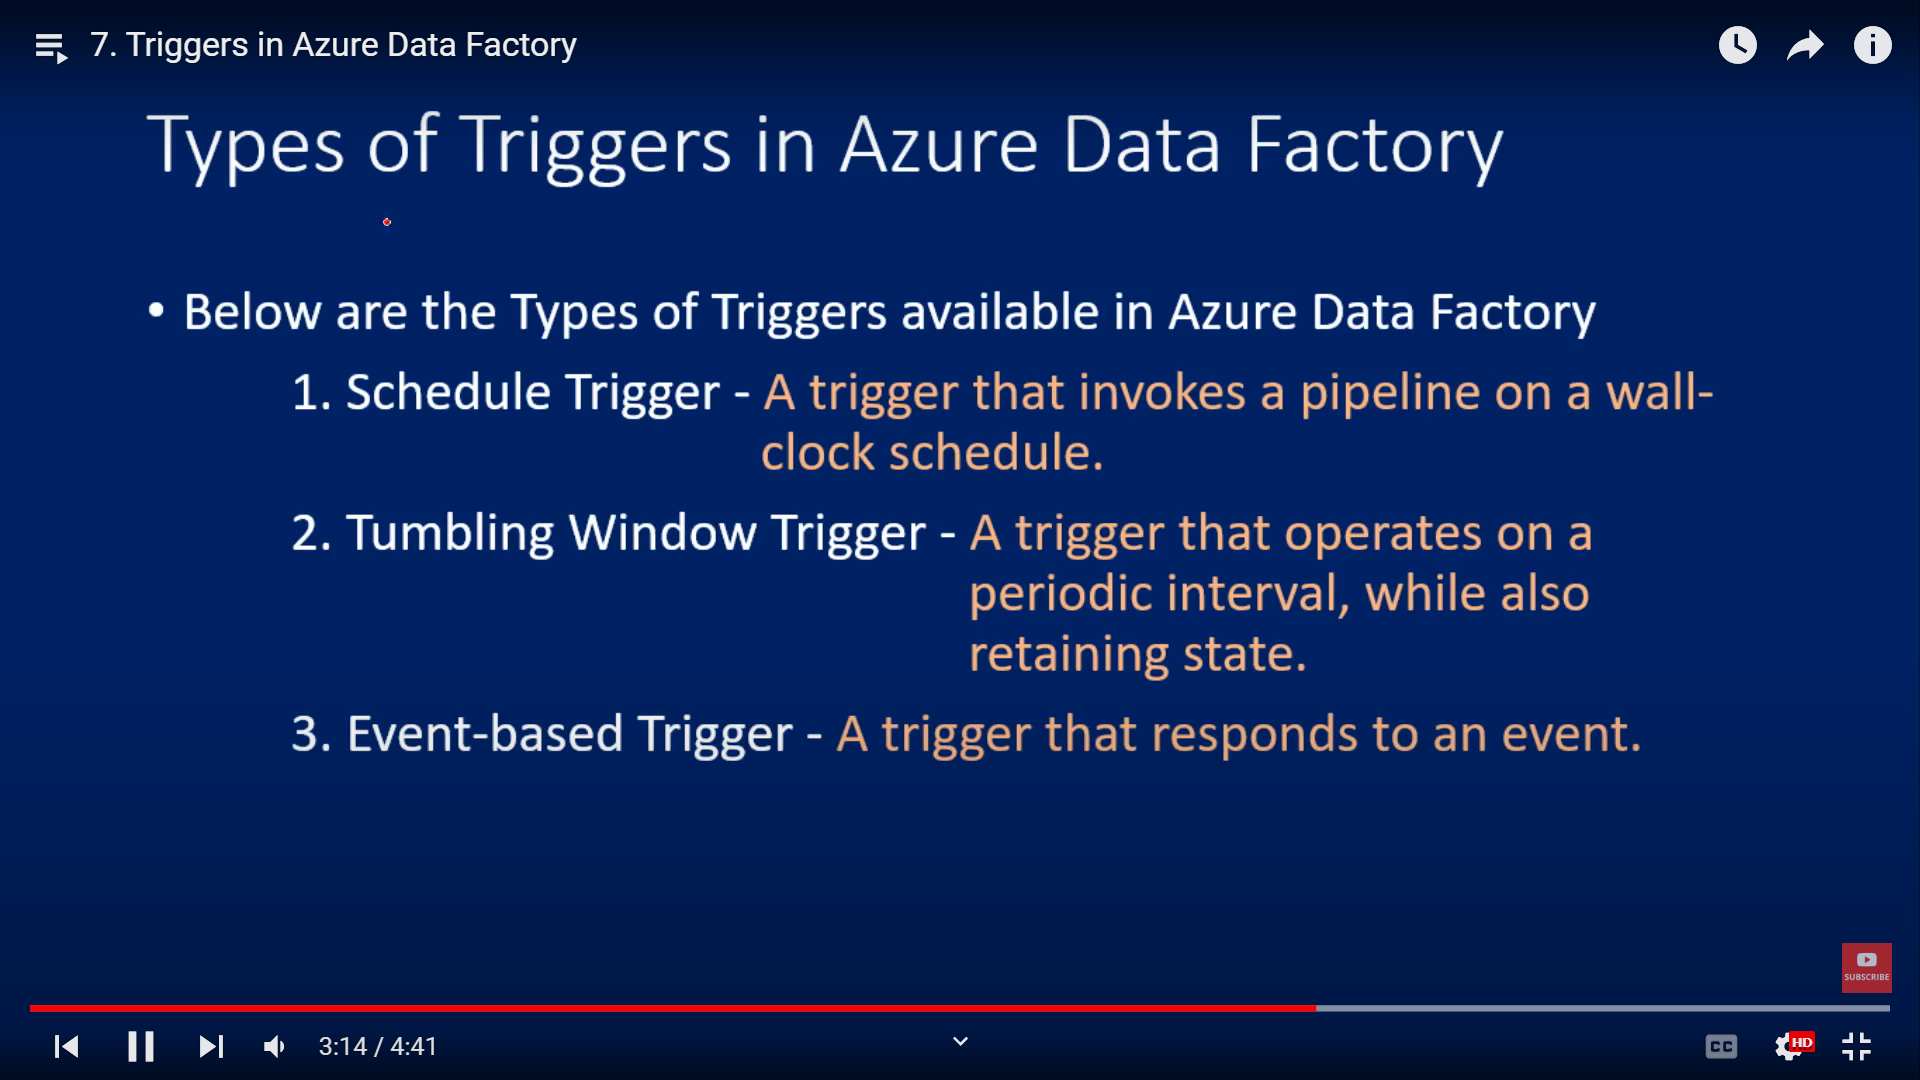 7. Triggers in Azure Data Factory
Types of Triggers in Azure Data Factory
• Below are the Types of Triggers available in Azure Data Factory
1. Schedule Trigger - A trigger that invokes a pipeline on a wall-
clock schedule.
2. Tumbling Window Trigger - A trigger that operates on a
periodic interval, while also
retaining state.
3. Event-based Trigger - A trigger that responds to an event.
SUBSCRIBE
3:14 / 4:41
CC
HD